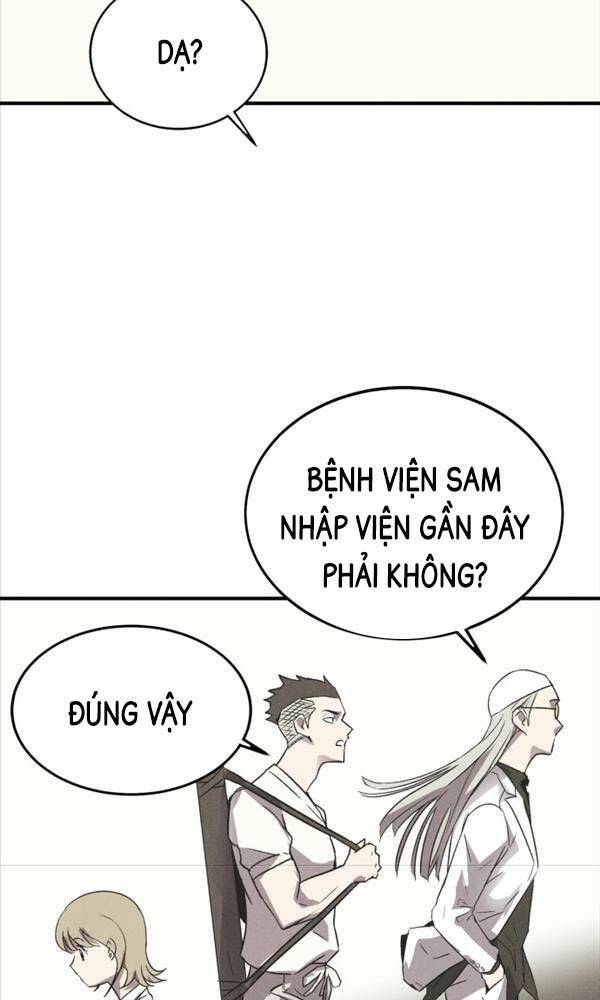 DẠ?
BỆNH VIỆN SAM
NHẬP VIỆN GẦN ĐÂY
PHẢI KHÔNG?
ĐÚNG VẬY